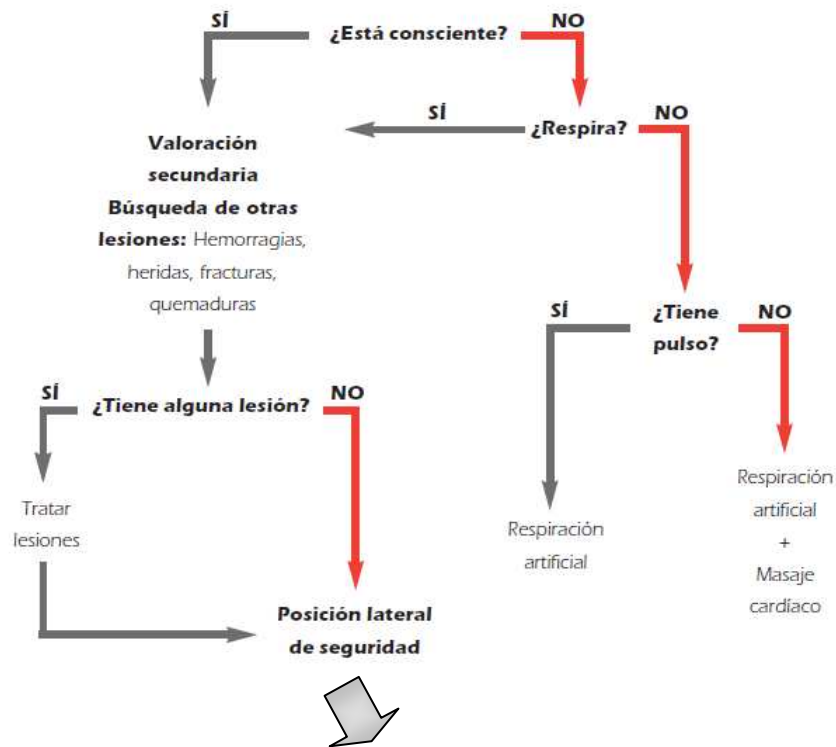 SÍ
¿Está consciente?
NO
SÍ
¿Respira?
NO
Valoración
secundaria
Búsqueda de otras
lesiones: Hemorragias,
heridas, fracturas,
quemaduras
SÍ
¿Tiene
pulso?
NO
SÍ
¿Tiene alguna lesión?
NO
Tratar
lesiones
Respiración
artificial
Respiración
artificial
+
Masaje
cardíaco
Posición lateral
de seguridad